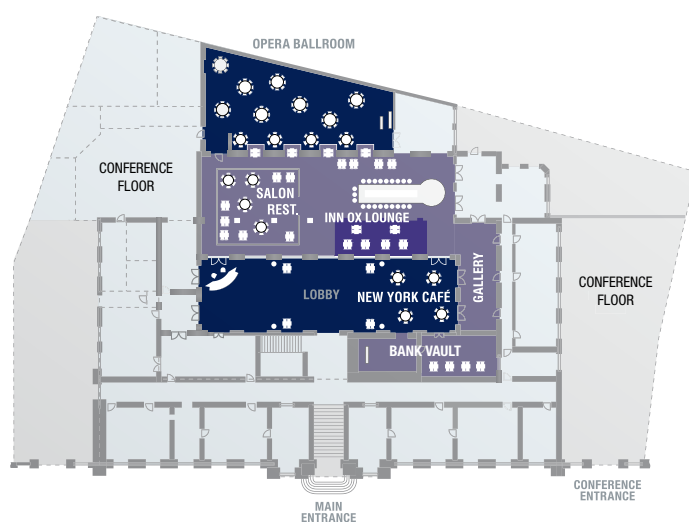 OPERA BALLROOM
CONFERENCE
FLOOR
SALON
REST.
INN OX LOUNGE
GALLERY
CONFERENCE
FLOOR
LOBBY
NEW YORK CAFÉ
BANK VAULT
CONFERENCE
ENTRANCE
MAIN
ENTRANCE